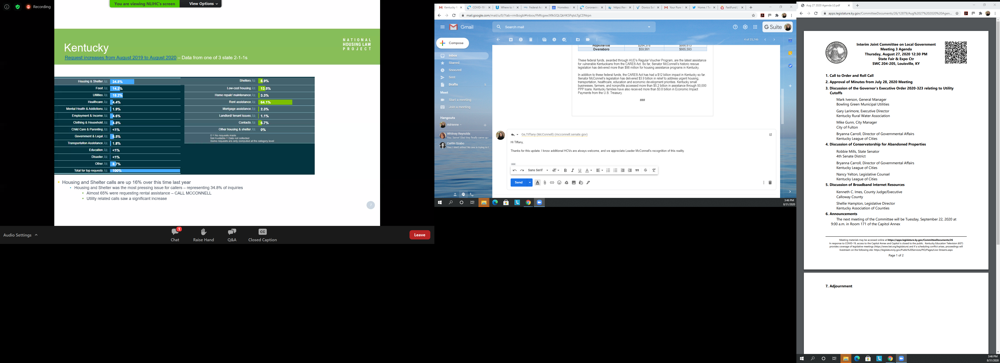 Recording
You are viewing NLIHC's screen
View Options
Kentucky
Request increases from August 2019 to August 2020 – Data from one of 3 state 2-1-1s
NATIONAL
HOUSING LAW
PROJECT
Housing & Shelter 34.8%
Food 14.3%
Utilities 18.2%
Healthcare 4.4%
Mental Health & Addictions 1.9%
Employment & Income 4.6%
Clothing & Household 4.8%
Child Care & Parenting <1%
Government & Legal 5.5%
Transportation Assistance 1.8%
Education <1%
Disaster <1%
Other 8.7%
Total for top requests 100%
Shelters 8.9%
Low-cost housing 13.5%
Home repair/ maintenance 3.3%
Rent assistance 64.1%
Mortgage assistance 2.3%
Landlord/ tenant issues 1.1%
Contacts 6.7%
Other housing & shelter 0%
0 = No requests made
Not Available = Data not collected
Some requests are only computed at the category level
Housing and Shelter calls are up 16% over this time last year
Housing and Shelter was the most pressing issue for callers – representing 34.8% of inquiries
Almost 65% were requesting rental assistance – CALL MCCONNELL
Utility related calls saw a significant increase
7
Audio Settings
1
Chat
Raise Hand
Q&A
CC
Closed Caption
Leave
Kentucky
COVID-19
Where to
Federal Ac
Homeless
Coronavir
https://ken
Dovico Sof
Your Pure
Home / Tw
FastFund
mail.google.com/mail/u/0/?tab=rm&ogbl#inbox/FMfcgxwJXfkGQLQkHKSPqtsLTgCDNrpn
Gmail
Search mail
G Suite
Compose
4 of 25,746
Inbox
Starred
Snoozed
Sent
Drafts 5
Meet
Start a meeting
Join a meeting
Hangouts
Adrienne
Whitney Reynolds
You: Same! Glad they finally came up
Caitlin Szabo
You: I don't either! No one is trying to
Hopkinsville $264,378 $866,613
Owensboro $59,991 $665,593
These federal funds, awarded through HUD's Regular Voucher Program, are the latest assistance
for vulnerable Kentuckians from the CARES Act. So far, Senator McConnell's historic rescue
legislation has delivered more than $98 million for housing assistance programs in Kentucky.
In addition to these federal funds, the CARES Act has had a $12 billion impact in Kentucky so far.
Senator McConnell's legislation has delivered $3.9 billion in relief to address urgent housing,
transportation, healthcare, education and economic development priorities. Kentucky small
businesses, farmers, and nonprofits accessed more than $5.2 billion in assistance through 50,000
PPP loans. Kentucky families have also received more than $3.8 billion in Economic Impact
Payments from the U.S. Treasury.
###
Ge,Tiffany (McConnell) (mcconnell.senate.gov)
Hi Tiffany,
Thanks for this update. I know additional HCVs are always welcome, and we appreciate Leader McConnell's recognition of this reality.
Sans Serif
Send
3:46 PM
8/31/2020
Aug 27 2020 Agenda LG.pdf
apps.legislature.ky.gov/CommitteeDocuments/26/12879/Aug%2027%202020%20Agen...
Interim Joint Committee on Local Government
Meeting 3 Agenda
Thursday, August 27, 2020 12:30 PM
State Fair & Expo Ctr
SWC 204-205, Louisville, KY
1. Call to Order and Roll Call
2. Approval of Minutes from July 28, 2020 Meeting
3. Discussion of the Governor's Executive Order 2020-323 relating to Utility
Cutoffs
Mark Iverson, General Manager
Bowling Green Municipal Utilities
Gary Larimore, Executive Director
Kentucky Rural Water Association
Mike Gunn, City Manager
City of Fulton
Bryanna Carroll, Director of Governmental Affairs
Kentucky League of Cities
4. Discussion of Conservatorship for Abandoned Properties
Robbie Mills, State Senator
4th Senate District
Bryanna Carroll, Director of Governmental Affairs
Kentucky League of Cities
Nancy Yelton, Legislative Counsel
Kentucky League of Cities
5. Discussion of Broadband Internet Resources
Kenneth C. Imes, County Judge/Executive
Calloway County
Shellie Hampton, Legislative Director
Kentucky Association of Counties
6. Announcements
The next meeting of the Committee will be Tuesday, September 22, 2020 at
9:00 a.m. in Room 171 of the Capitol Annex
Meeting materials may be accessed online at https://apps.legislature.ky.gov/CommitteeDocuments/26
In response to COVID-19, access to the Capitol Annex and Capitol is closed to the public. Kentucky Education Television (KET)
provides coverage of legislative meetings (https://www.ket.org/legislature) and if a scheduling conflict arises, proceedings will
livestream on the following site: https://legislature.ky.gov/Public%20Services/PIO/Pages/Live-Streams.aspx
Page 1 of 2
7. Adjournment
3:46 PM
8/31/2020